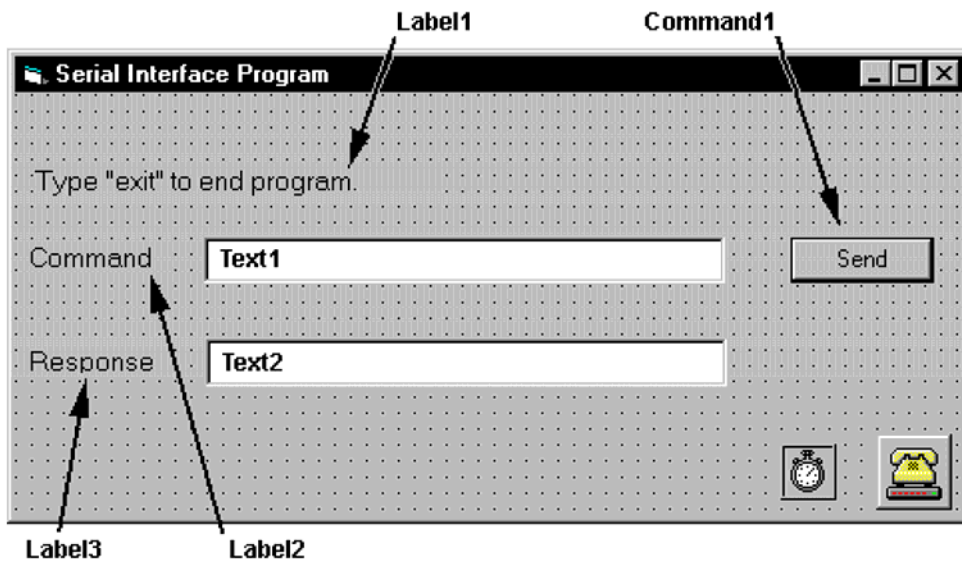 Label1 Command1
Serial Interface Program
Type "exit" to end program.
Command Text1 Send
Response Text2
Label3 Label2